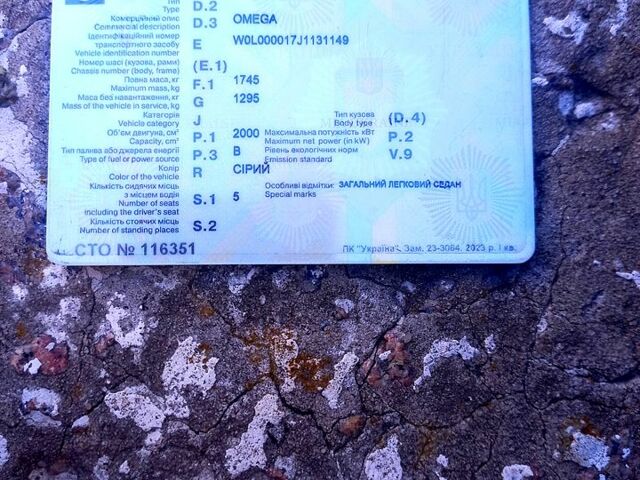 Тип D.2
Type
Комерційний опис D.3 OMEGA
Commercial description
Ідентифікаційний номер
транспортного засобу E W0L000017J1131149
Vehicle identification number
Номер шасі (кузова, рами) (E.1)
Chassis number (body, frame)
Повна маса, кг F.1 1745
Maximum mass, kg
Маса без навантаження, кг G 1295
Mass of the vehicle in service, kg
Категорія J Тип кузова (D.4)
Vehicle category Body type
Об'єм двигуна, см³ P.1 2000 Максимальна потужність кВт P.2
Capacity, cm³ Maximum net power (in kW)
Тип палива або джерела енергії P.3 B Рівень екологічних норм V.9
Type of fuel or power source Emission standard
Колір R СІРИЙ
Color of the vehicle
Кількість сидячих місць S.1 5 Особливі відмітки: ЗАГАЛЬНИЙ ЛЕГКОВИЙ СЕДАН
з місцем водія Special marks
Number of seats
including the driver's seat
Кількість стоячих місць S.2
Number of standing places
СТО № 116351 ПК "Україна". Зам. 23-3064. 2023 р. І кв.